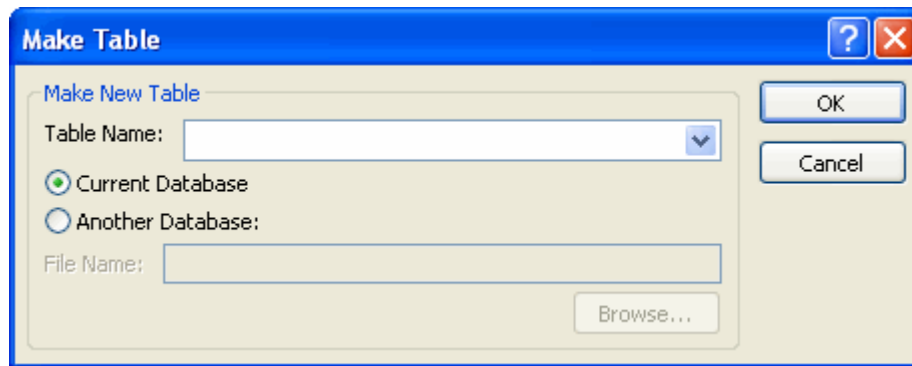 Make Table
?
Make New Table
OK
Table Name:
Cancel
Current Database
Another Database:
File Name:
Browse...